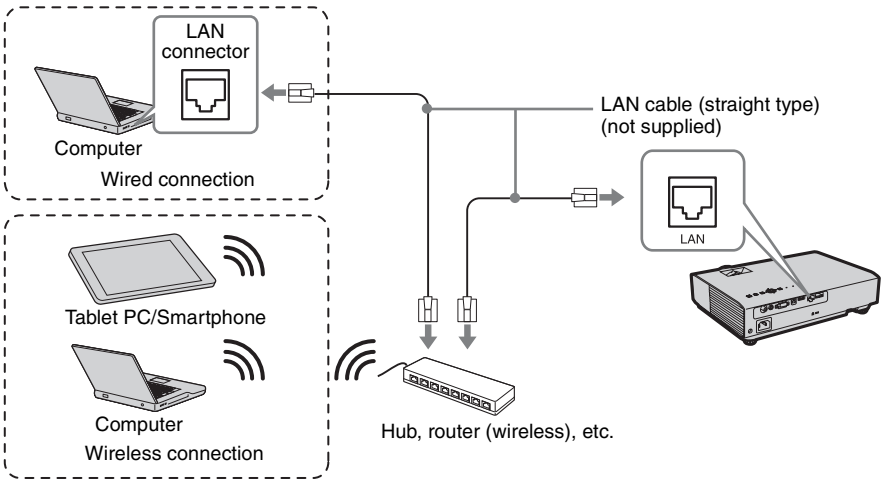 LAN
connector
Computer
Wired connection
LAN cable (straight type)
(not supplied)
LAN
Tablet PC/Smartphone
Computer
Wireless connection
Hub, router (wireless), etc.